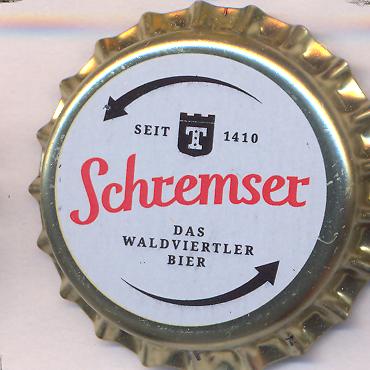 SEIT T 1410
Schremser
DAS
WALDVIERTLER
BIER